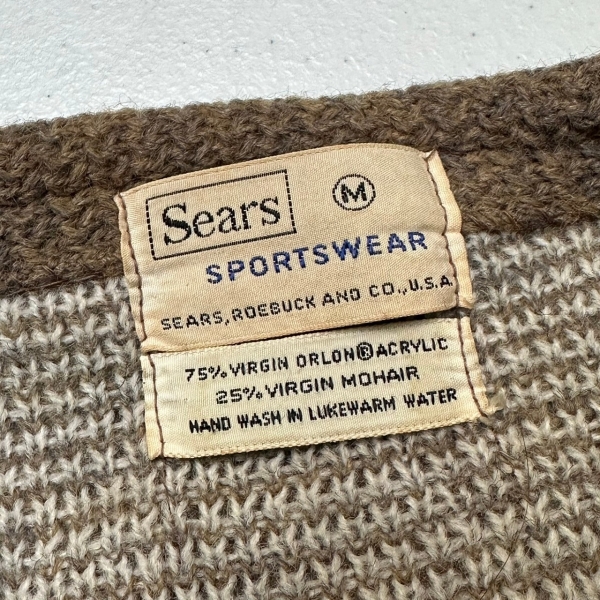 Sears M
SPORTSWEAR
SEARS, ROEBUCK AND CO., U.S.A.
75% VIRGIN ORLON® ACRYLIC
25% VIRGIN MOHAIR
HAND WASH IN LUKEWARM WATER